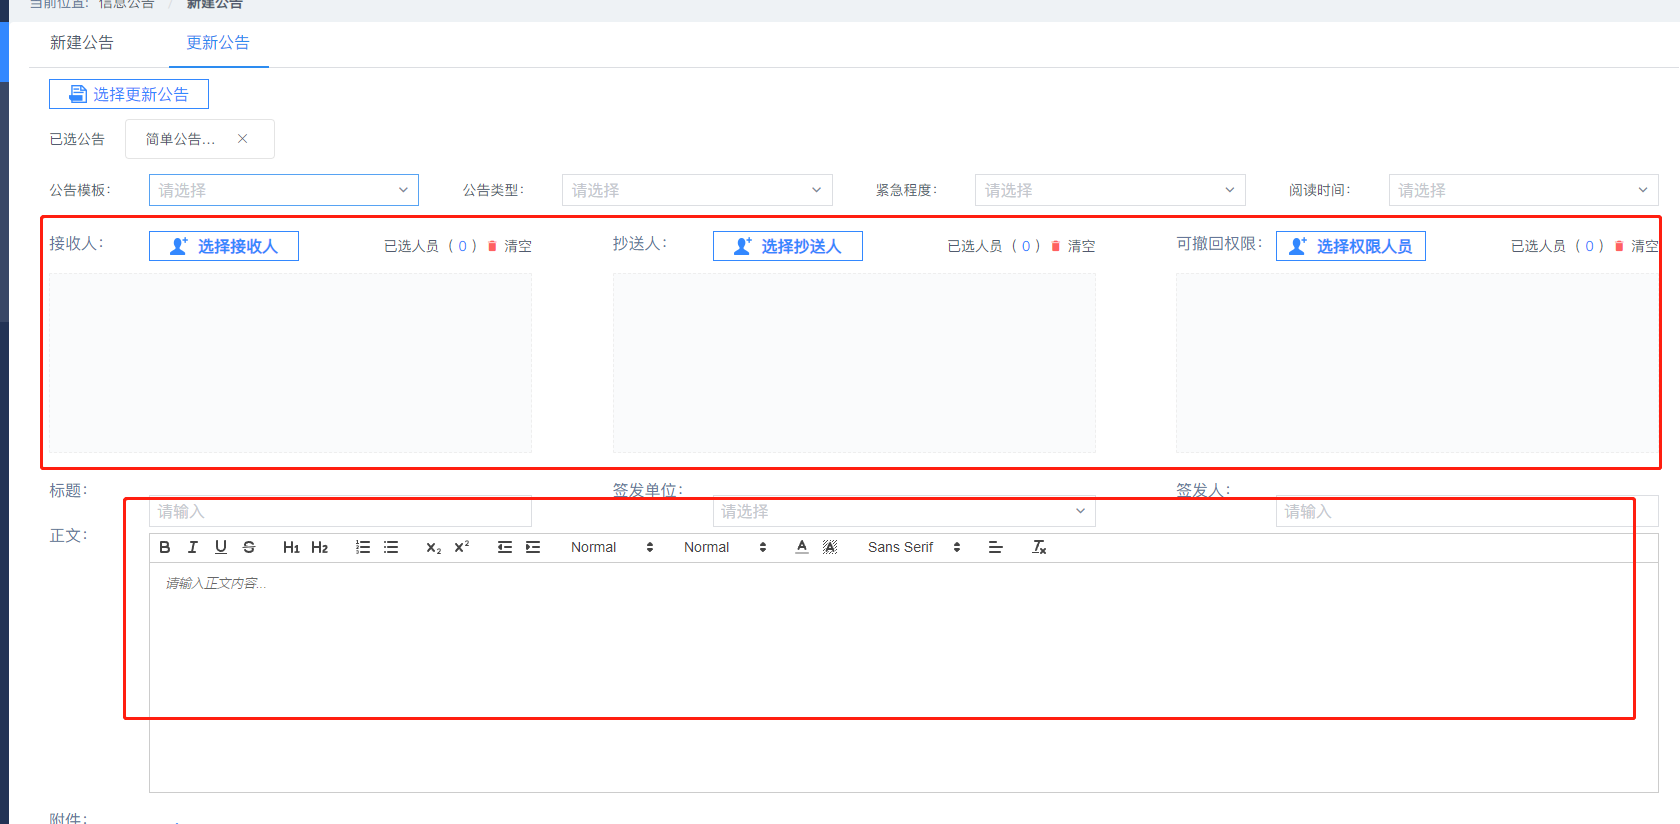 当前位置: 信息公告 / 新建公告
新建公告 更新公告
选择更新公告
已选公告 简单公告... ×
公告模板: 请选择 公告类型: 请选择 紧急程度: 请选择 阅读时间: 请选择
接收人: 选择接收人 已选人员 ( 0 ) 清空 抄送人: 选择抄送人 已选人员 ( 0 ) 清空 可撤回权限: 选择权限人员 已选人员 ( 0 ) 清空
标题: 请输入 签发单位: 请选择 签发人: 请输入
正文: B I U S H1 H2 X2 X2 Normal Normal A A Sans Serif Tx
请输入正文内容...
附件: